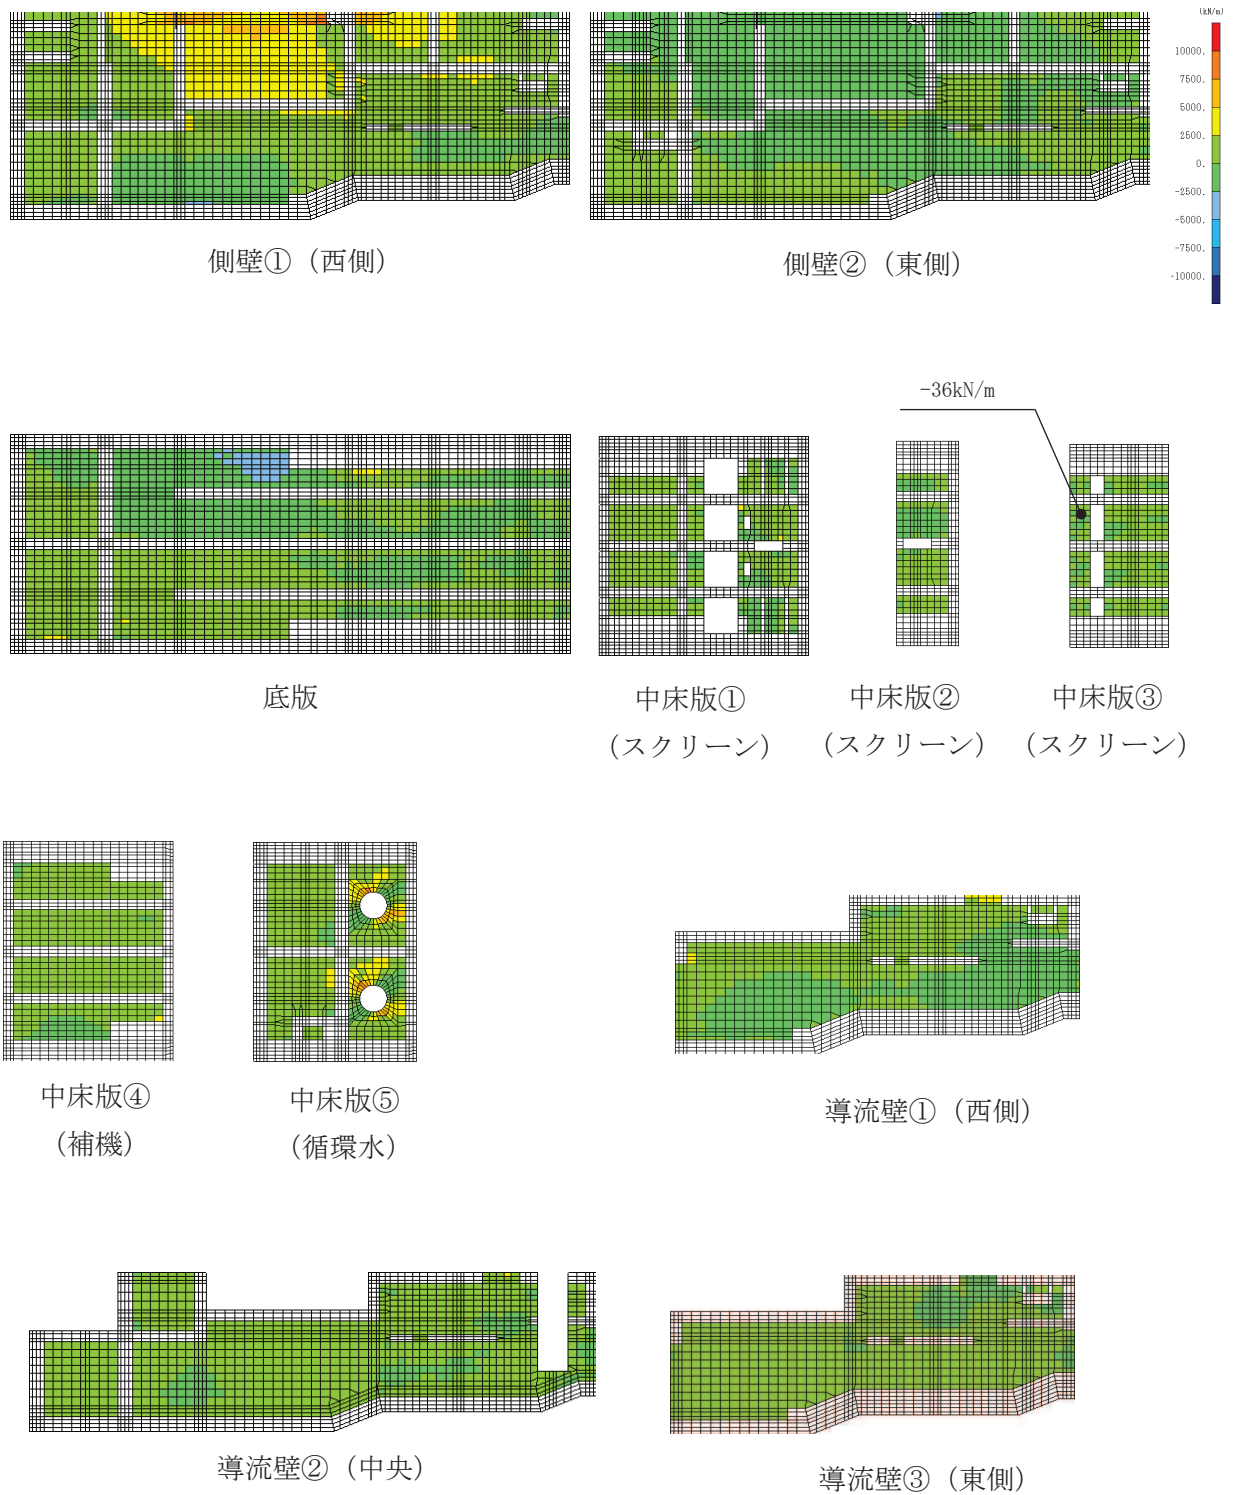 (kN/m)
10000.
7500.
5000.
2500.
0.
-2500.
-5000.
-7500.
-10000.
側壁①（西側）
側壁②（東側）
-36kN/m
底版
中床版①
（スクリーン）
中床版②
（スクリーン）
中床版③
（スクリーン）
中床版④
（補機）
中床版⑤
（循環水）
導流壁①（西側）
導流壁②（中央）
導流壁③（東側）